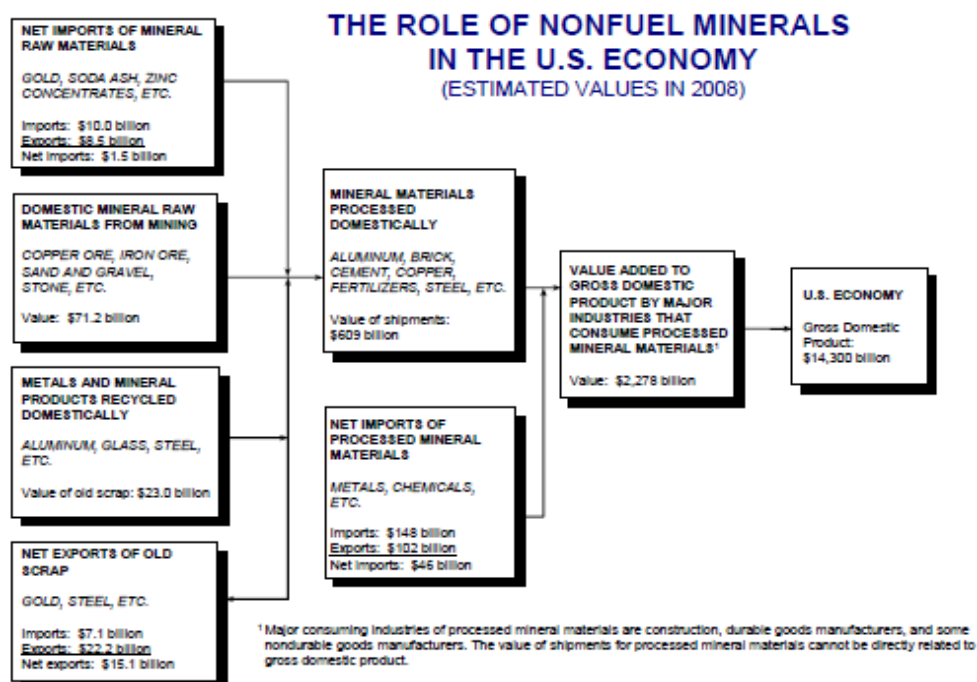 THE ROLE OF NONFUEL MINERALS
IN THE U.S. ECONOMY
(ESTIMATED VALUES IN 2008)
NET IMPORTS OF MINERAL
RAW MATERIALS
GOLD, SODA ASH, ZINC
CONCENTRATES, ETC.
Imports: $10.0 billion
Exports: $8.5 billion
Net imports: $1.5 billion
DOMESTIC MINERAL RAW
MATERIALS FROM MINING
COPPER ORE, IRON ORE,
SAND AND GRAVEL,
STONE, ETC.
Value: $71.2 billion
METALS AND MINERAL
PRODUCTS RECYCLED
DOMESTICALLY
ALUMINUM, GLASS, STEEL,
ETC.
Value of old scrap: $23.0 billion
NET EXPORTS OF OLD
SCRAP
GOLD, STEEL, ETC.
Imports: $7.1 billion
Exports: $22.2 billion
Net exports: $15.1 billion
MINERAL MATERIALS
PROCESSED
DOMESTICALLY
ALUMINUM, BRICK,
CEMENT, COPPER,
FERTILIZERS, STEEL, ETC.
Value of shipments:
$609 billion
NET IMPORTS OF
PROCESSED MINERAL
MATERIALS
METALS, CHEMICALS,
ETC.
Imports: $148 billion
Exports: $102 billion
Net imports: $46 billion
VALUE ADDED TO
GROSS DOMESTIC
PRODUCT BY MAJOR
INDUSTRIES THAT
CONSUME PROCESSED
MINERAL MATERIALS¹
Value: $2,278 billion
U.S. ECONOMY
Gross Domestic
Product:
$14,300 billion
¹ Major consuming industries of processed mineral materials are construction, durable goods manufacturers, and some
nondurable goods manufacturers. The value of shipments for processed mineral materials cannot be directly related to
gross domestic product.